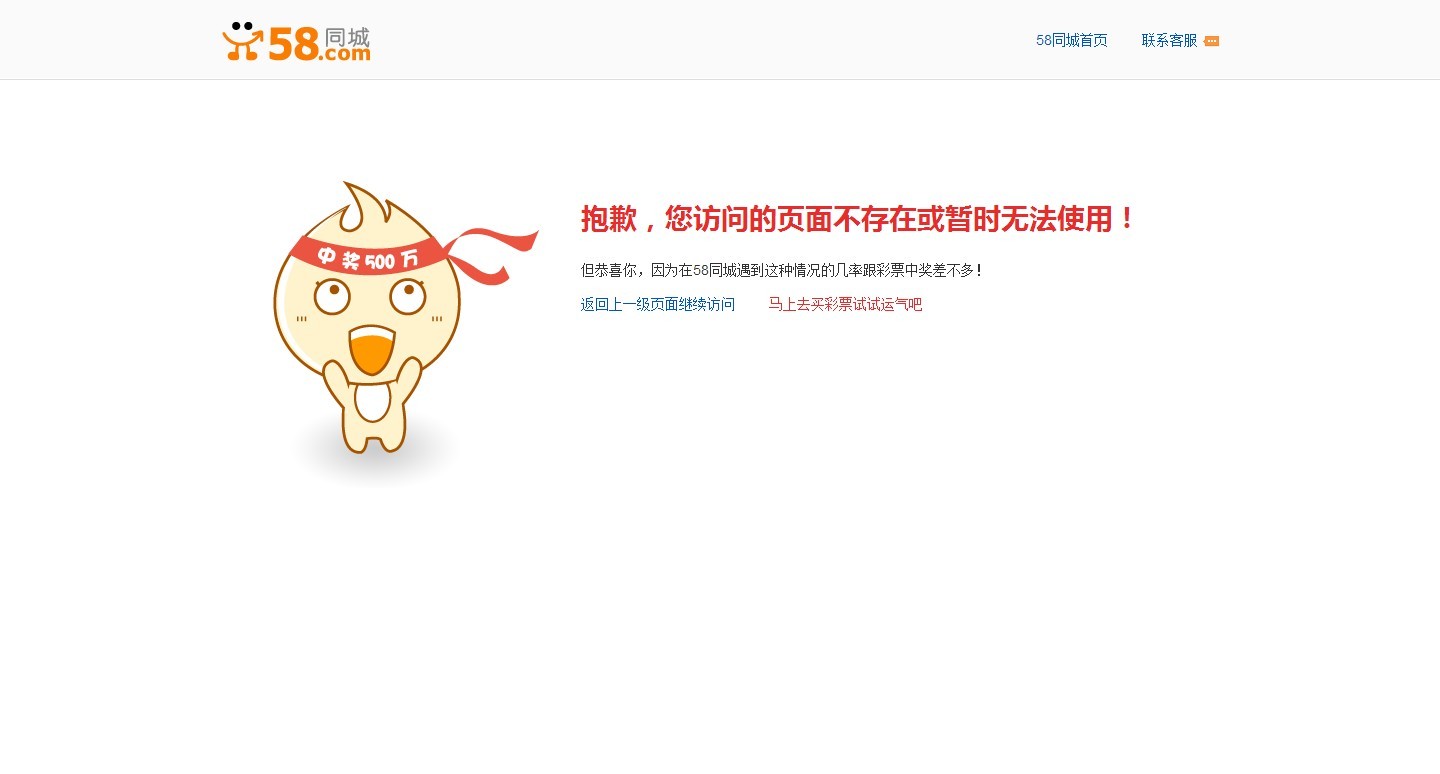 58同城
.com
58同城首页
联系客服
抱歉，您访问的页面不存在或暂时无法使用！
中奖500万
但恭喜你，因为在58同城遇到这种情况的几率跟彩票中奖差不多！
返回上一级页面继续访问
马上去买彩票试试运气吧